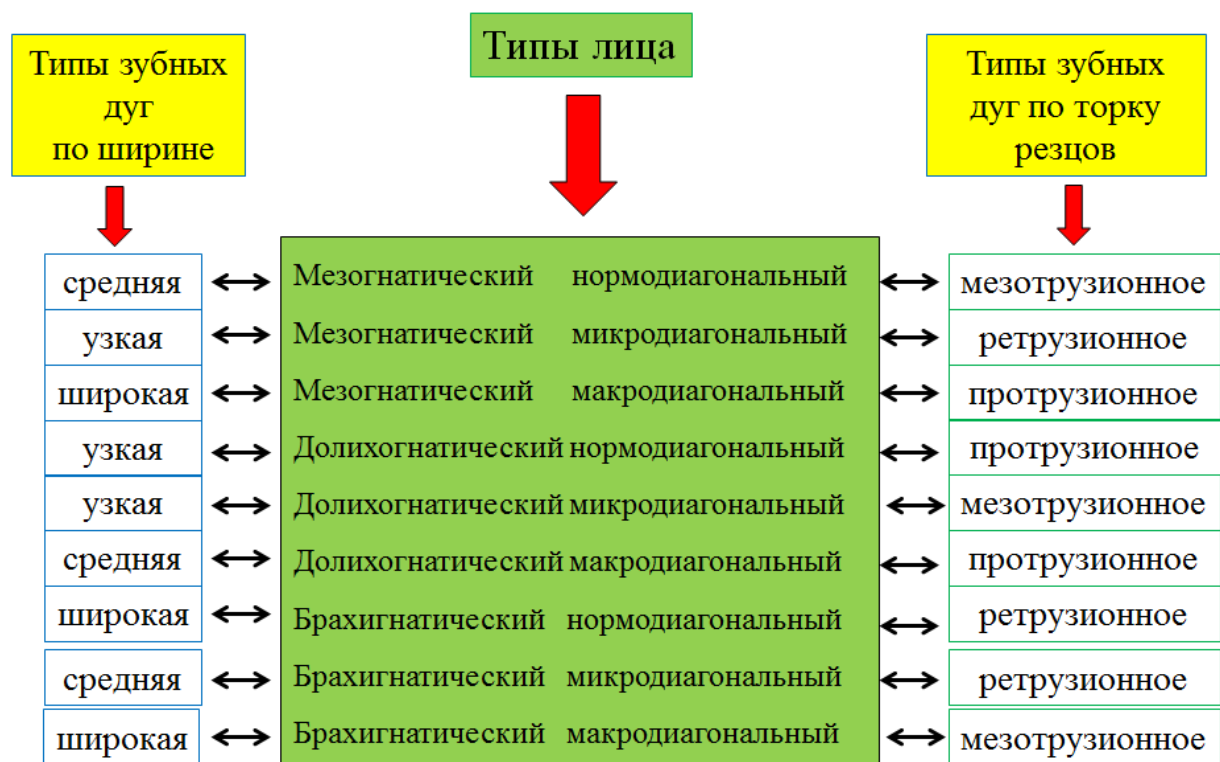 Типы зубных
дуг
по ширине
Типы лица
Типы зубных
дуг по торку
резцов
средняя Мезогнатический нормодиагональный мезотрузионное
узкая Мезогнатический микродиагональный ретрузионное
широкая Мезогнатический макродиагональный протрузионное
узкая Долихогнатический нормодиагональный протрузионное
узкая Долихогнатический микродиагональный мезотрузионное
средняя Долихогнатический макродиагональный протрузионное
широкая Брахигнатический нормодиагональный ретрузионное
средняя Брахигнатический микродиагональный ретрузионное
широкая Брахигнатический макродиагональный мезотрузионное